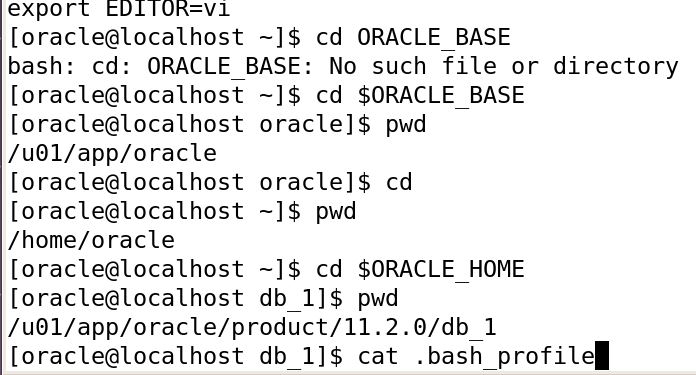 export EDITOR=vi
[oracle@localhost ~]$ cd ORACLE_BASE
bash: cd: ORACLE_BASE: No such file or directory
[oracle@localhost ~]$ cd $ORACLE_BASE
[oracle@localhost oracle]$ pwd
/u01/app/oracle
[oracle@localhost oracle]$ cd
[oracle@localhost ~]$ pwd
/home/oracle
[oracle@localhost ~]$ cd $ORACLE_HOME
[oracle@localhost db_1]$ pwd
/u01/app/oracle/product/11.2.0/db_1
[oracle@localhost db_1]$ cat .bash_profile